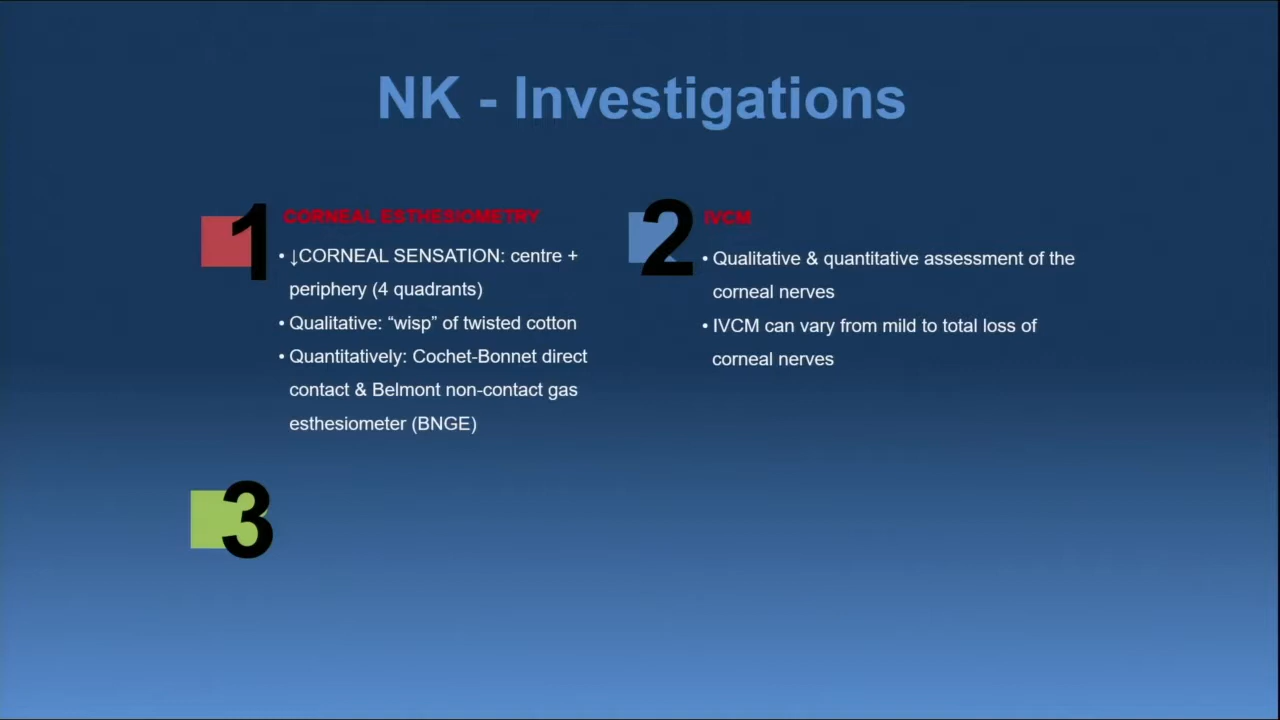 NK - Investigations
1
CORNEAL ESTHESIOMETRY
• ↓CORNEAL SENSATION: centre +
periphery (4 quadrants)
• Qualitative: “wisp” of twisted cotton
• Quantitatively: Cochet-Bonnet direct
contact & Belmont non-contact gas
esthesiometer (BNGE)
2
IVCM
• Qualitative & quantitative assessment of the
corneal nerves
• IVCM can vary from mild to total loss of
corneal nerves
3